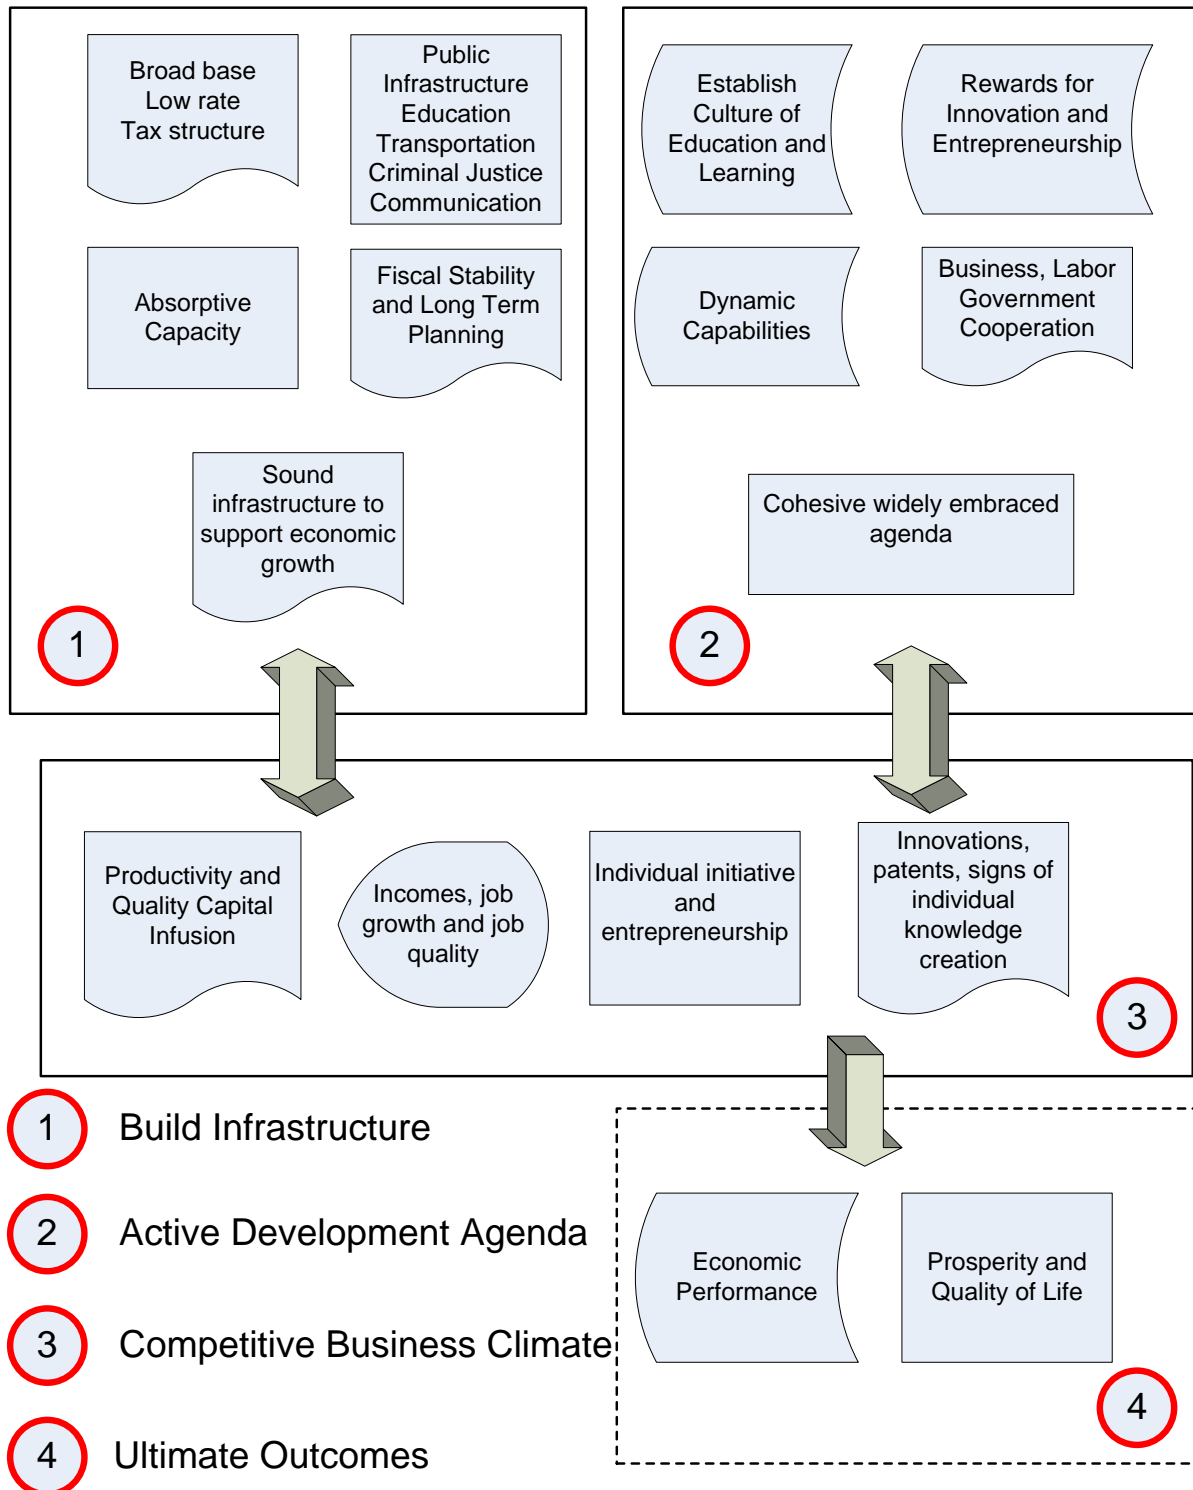 Broad base
Low rate
Tax structure
Public
Infrastructure
Education
Transportation
Criminal Justice
Communication
Absorptive
Capacity
Fiscal Stability
and Long Term
Planning
Sound
infrastructure to
support economic
growth
1
Establish
Culture of
Education and
Learning
Rewards for
Innovation and
Entrepreneurship
Dynamic
Capabilities
Business, Labor
Government
Cooperation
Cohesive widely embraced
agenda
2
Productivity and
Quality Capital
Infusion
Incomes, job
growth and job
quality
Individual initiative
and
entrepreneurship
Innovations,
patents, signs of
individual
knowledge
creation
3
1 Build Infrastructure
2 Active Development Agenda
3 Competitive Business Climate
4 Ultimate Outcomes
Economic
Performance
Prosperity and
Quality of Life
4